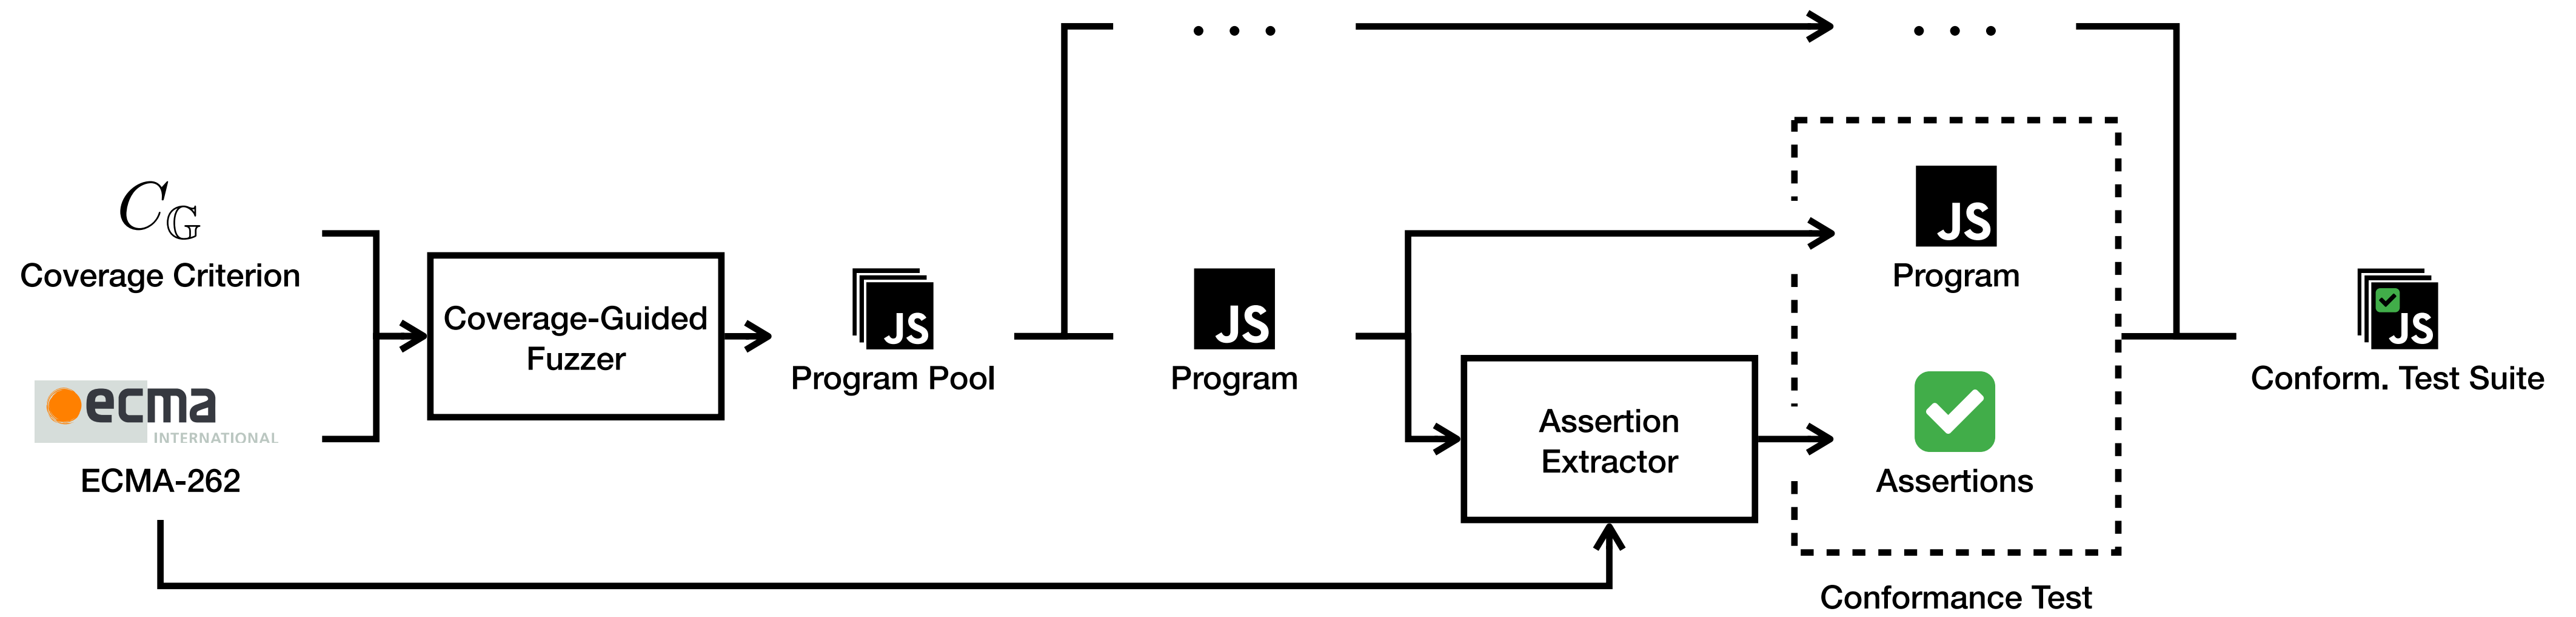 C𝔾
Coverage Criterion
ecma
INTERNATIONAL
ECMA-262
Coverage-Guided
Fuzzer
JS
Program Pool
. . .
JS
Program
Assertion
Extractor
. . .
JS
Program
Assertions
Conformance Test
JS
Conform. Test Suite